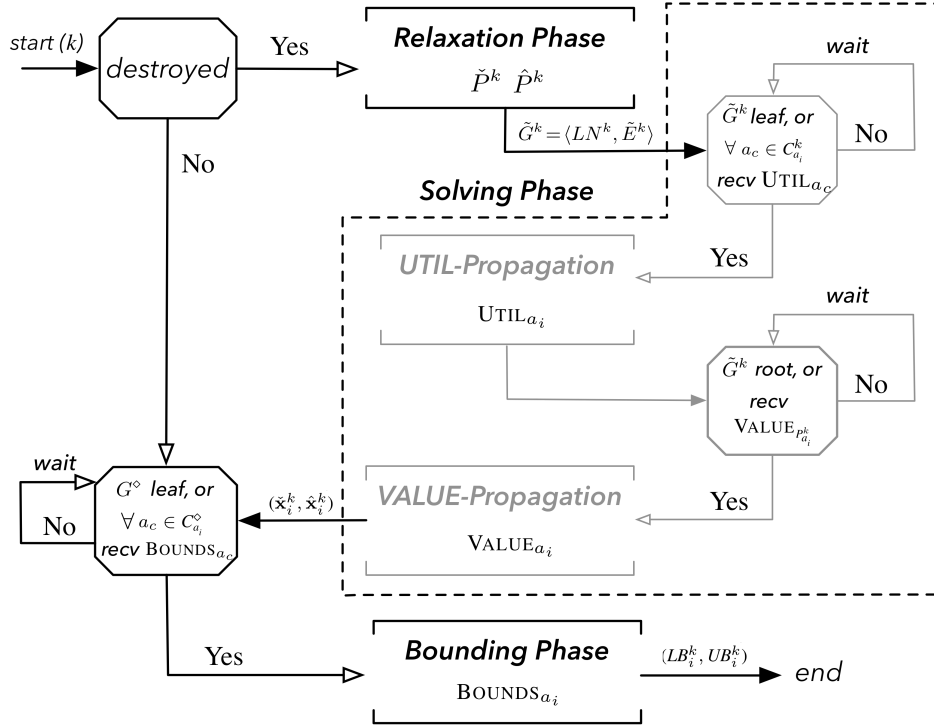 start (k)
destroyed
Yes
Relaxation Phase
P̌ᵏ P̂ᵏ
wait
G̃ᵏ leaf, or
∀ a_c ∈ C^k_{a_i}
recv UTIL_{a_c}
No
G̃ᵏ = ⟨LNᵏ, Ẽᵏ⟩
No
Solving Phase
Yes
UTIL-Propagation
UTIL_{a_i}
wait
G̃ᵏ root, or
recv
VALUE_{P^k_{a_i}}
No
Yes
wait
G^⋄ leaf, or
∀ a_c ∈ C^⋄_{a_i}
recv BOUNDS_{a_c}
No
(x̌^k_i, x̂^k_i)
VALUE-Propagation
VALUE_{a_i}
Yes
Bounding Phase
BOUNDS_{a_i}
(LB^k_i, UB^k_i)
end